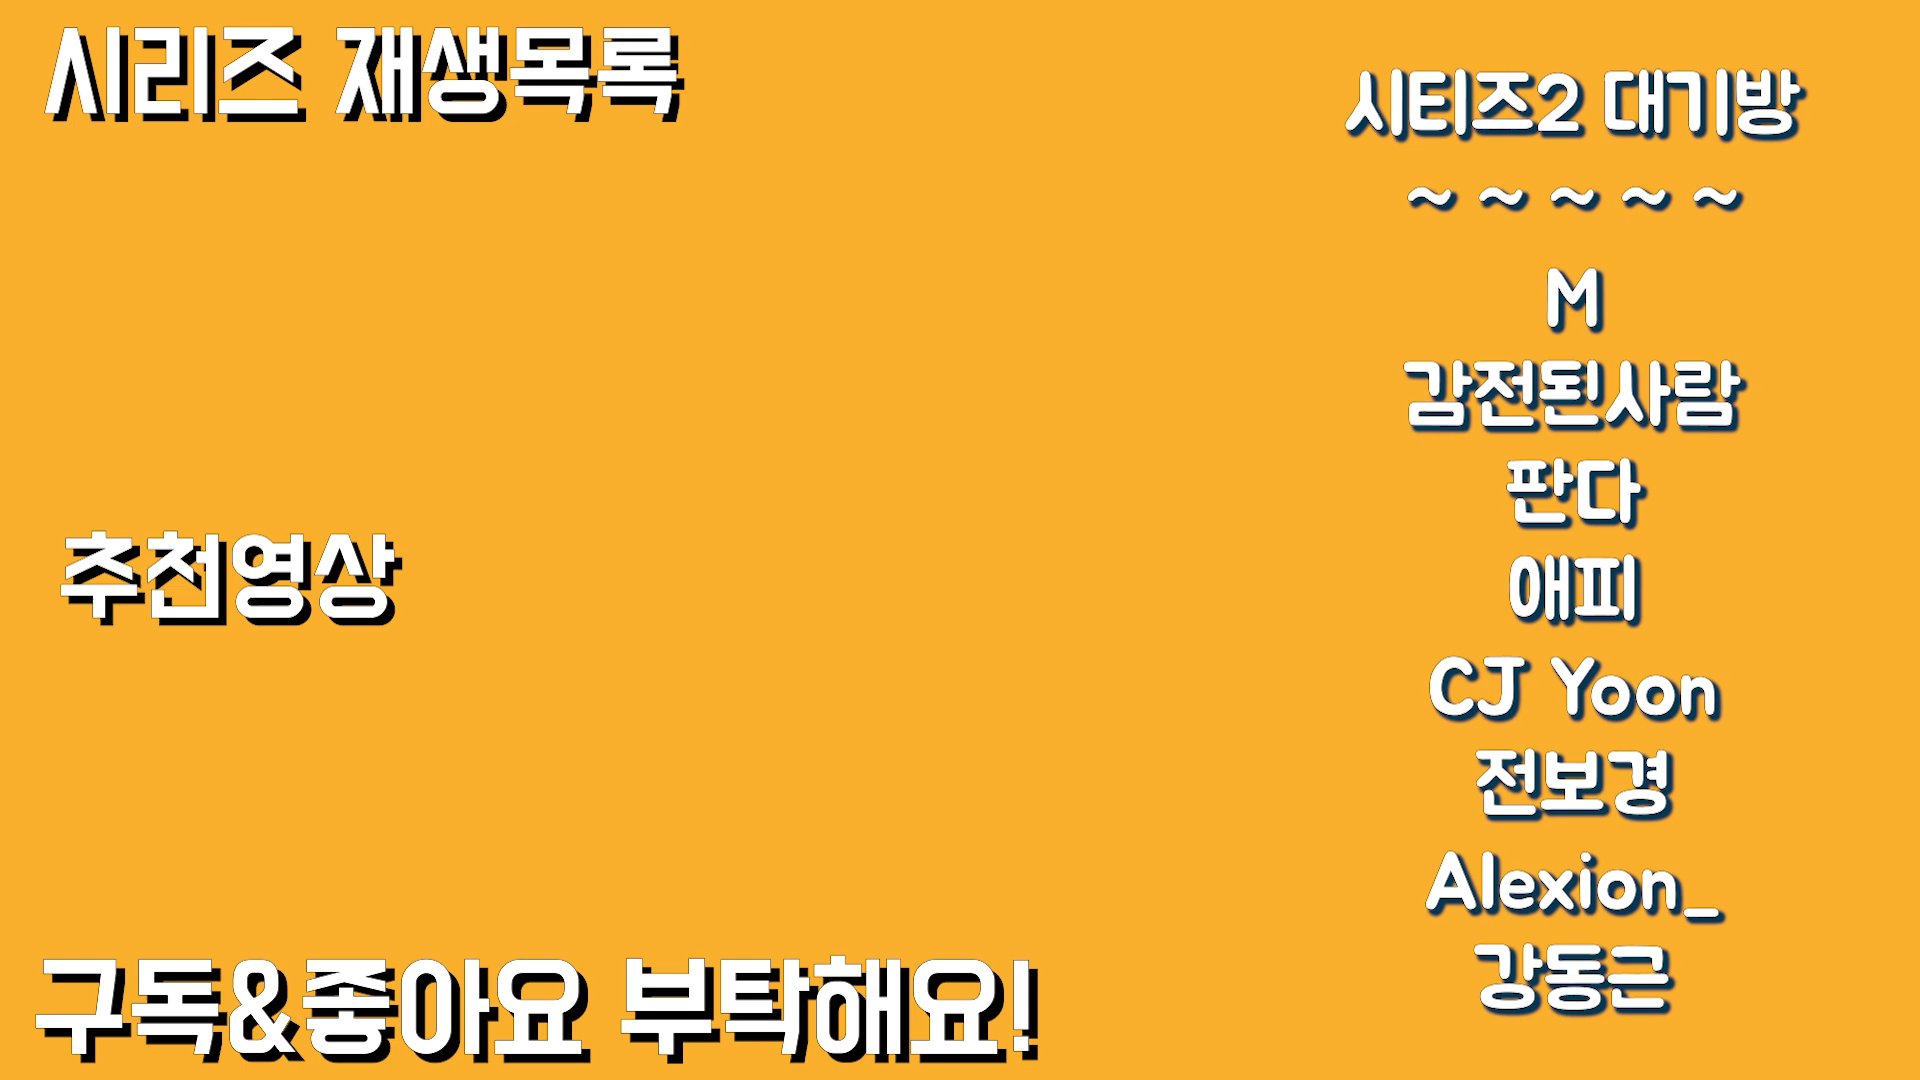 시리즈 재생목록
추천영상
구독&좋아요 부탁해요!
시티즈2 대기방
~ ~ ~ ~ ~
M
감전된사람
판다
애피
CJ Yoon
전보경
Alexion_
강동근